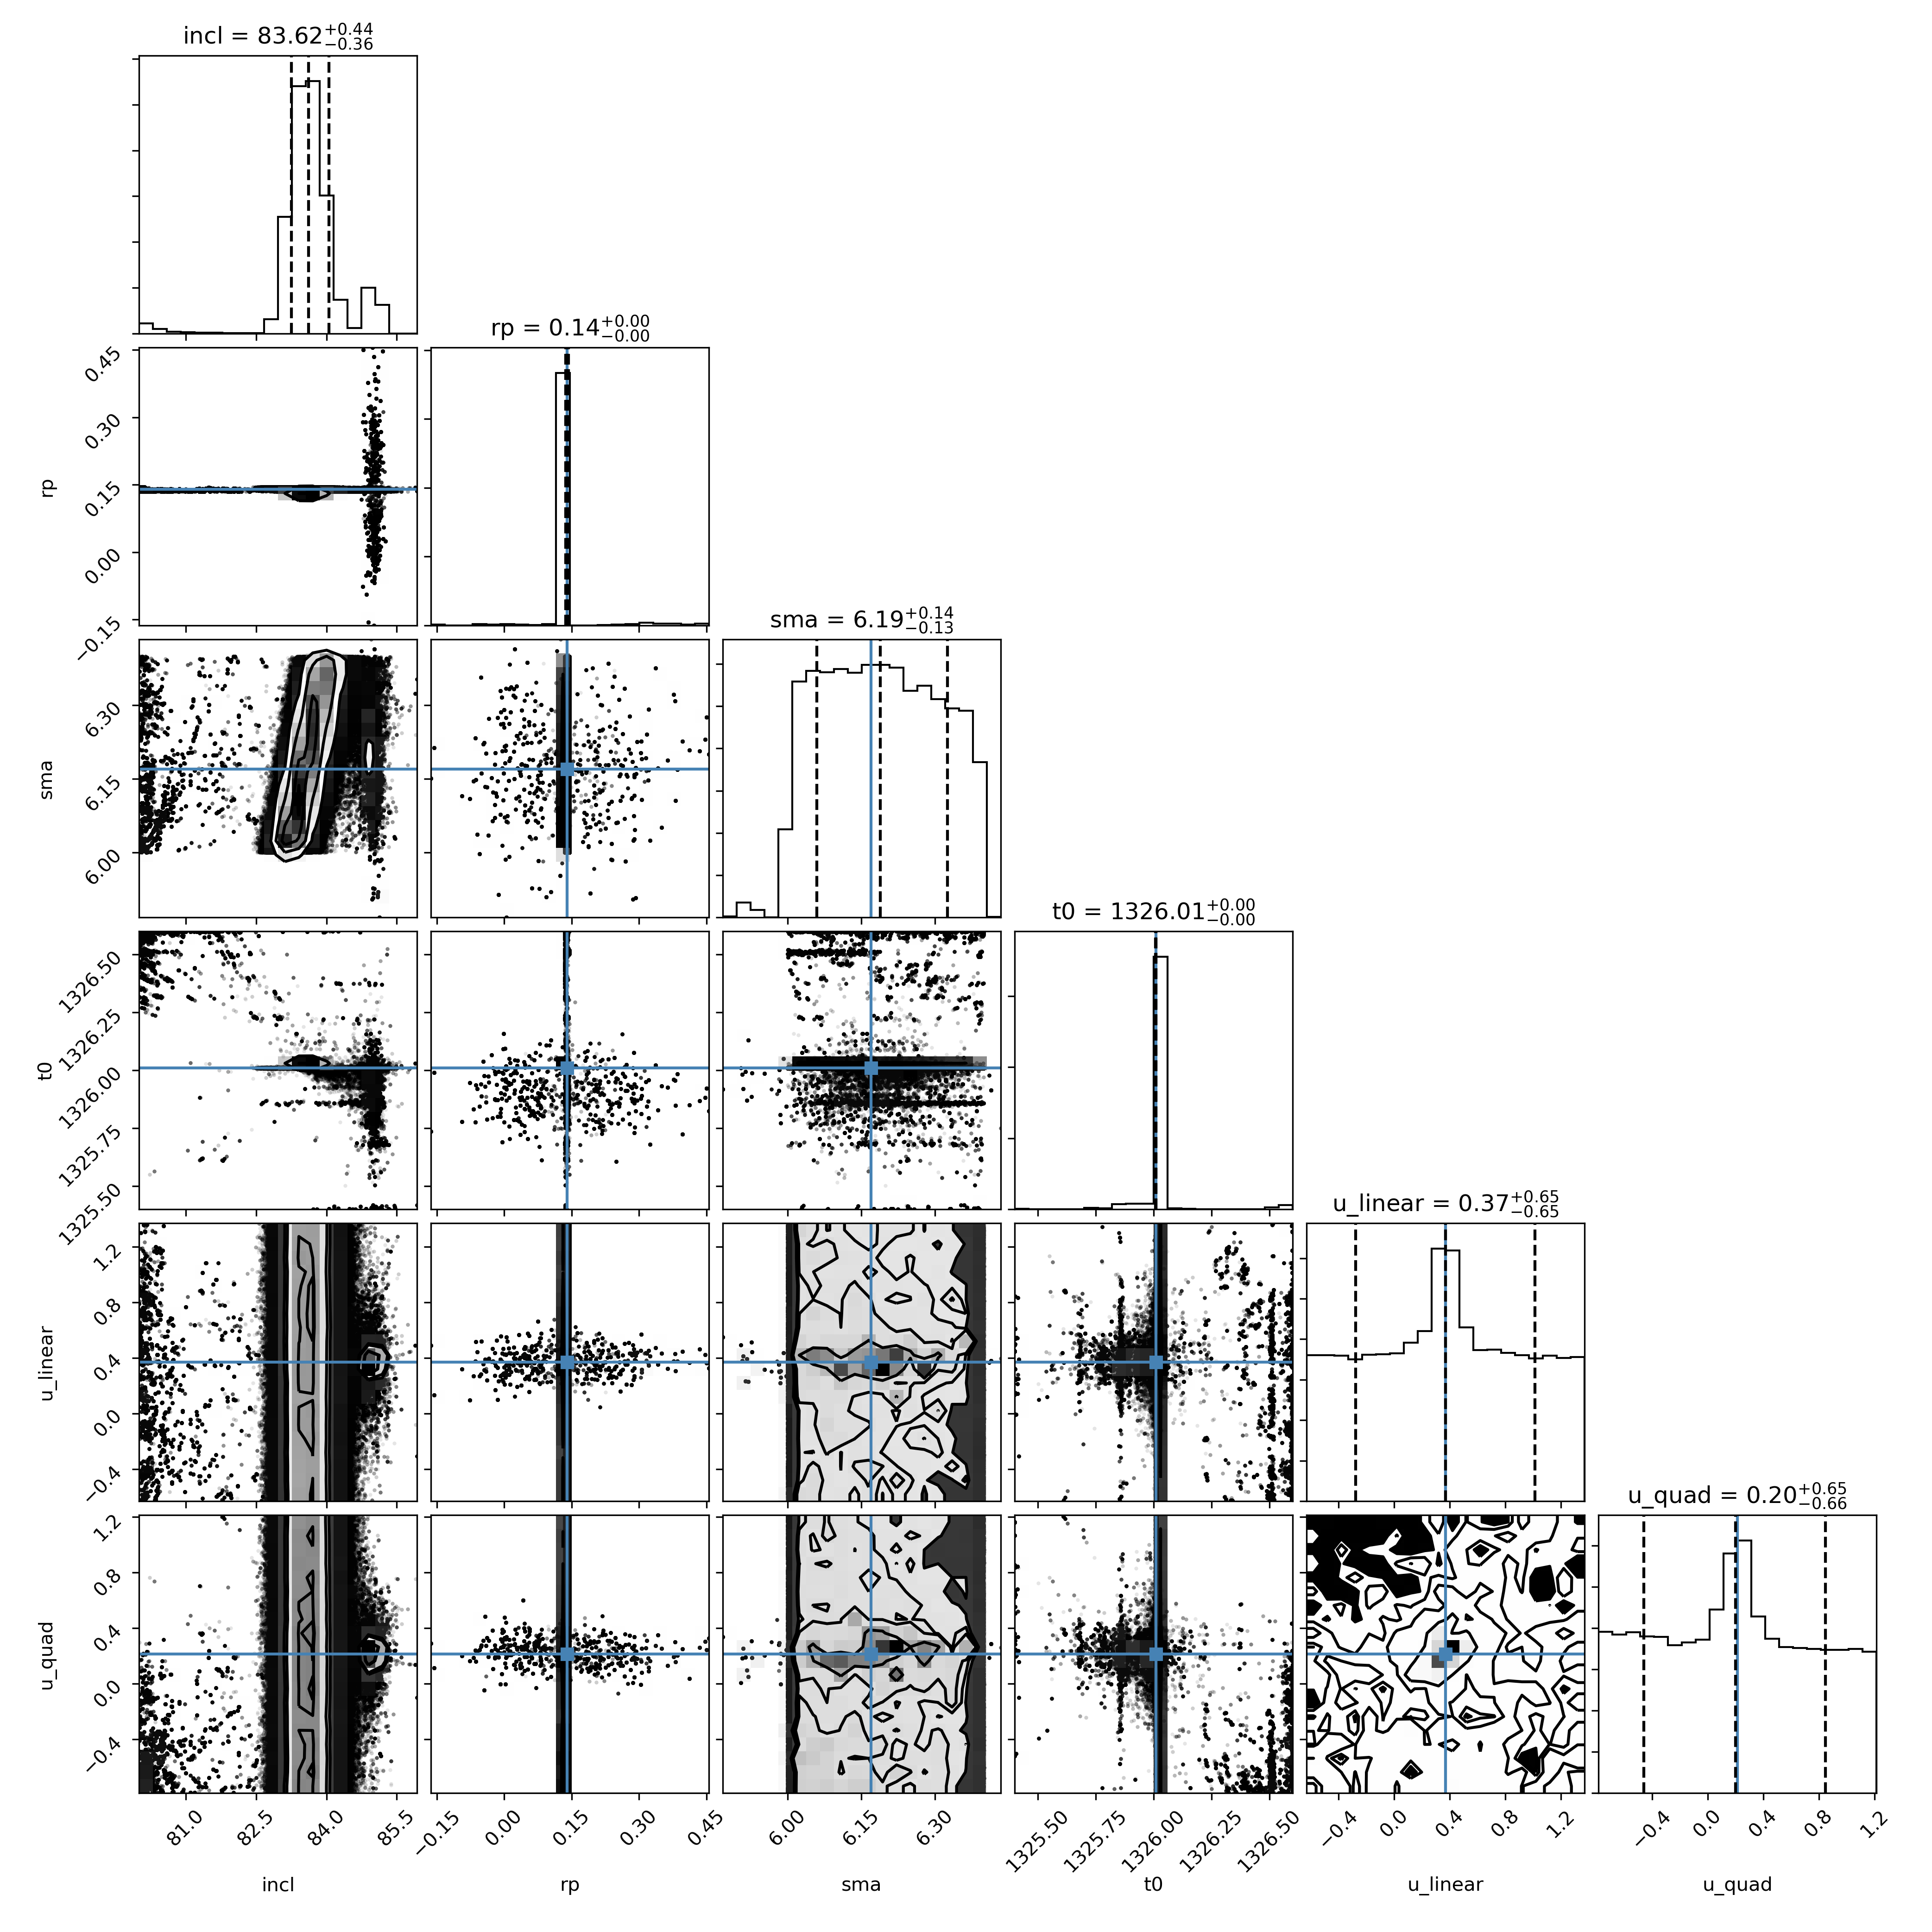 incl = 83.62+0.44−0.36
rp = 0.14+0.00−0.00
0.45
0.30
0.15
0.00
−0.15
rp
sma = 6.19+0.14−0.13
6.30
6.15
6.00
sma
t0 = 1326.01+0.00−0.00
1326.50
1326.25
1326.00
1325.75
1325.50
t0
u_linear = 0.37+0.65−0.65
1.2
0.8
0.4
0.0
−0.4
u_linear
u_quad = 0.20+0.65−0.66
1.2
0.8
0.4
0.0
−0.4
u_quad
81.0 82.5 84.0 85.5 −0.15 0.00 0.15 0.30 0.45 6.00 6.15 6.30 1325.50 1325.75 1326.00 1326.25 1326.50 −0.4 0.0 0.4 0.8 1.2 −0.4 0.0 0.4 0.8 1.2
incl rp sma t0 u_linear u_quad